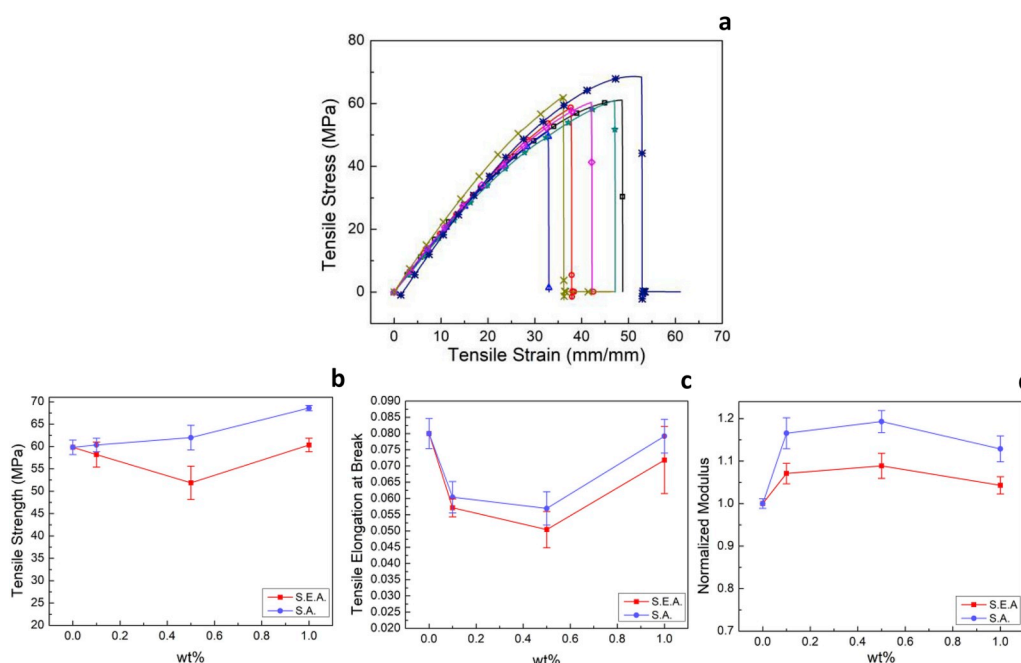 a
Tensile Stress (MPa)
80
60
40
20
0
0 10 20 30 40 50 60 70
Tensile Strain (mm/mm)
b
Tensile Strength (MPa)
70
65
60
55
50
45
40
35
30
25
20
S.E.A.
S.A.
0.0 0.2 0.4 0.6 0.8 1.0
wt%
c
Tensile Elongation at Break
0.090
0.085
0.080
0.075
0.070
0.065
0.060
0.055
0.050
0.045
0.040
0.035
0.030
0.025
0.020
S.E.A.
S.A.
0.0 0.2 0.4 0.6 0.8 1.0
wt%
Normalized Modulus
1.2
1.1
1.0
0.9
0.8
0.7
S.E.A
S.A.
0.0 0.2 0.4 0.6 0.8 1.0
wt%